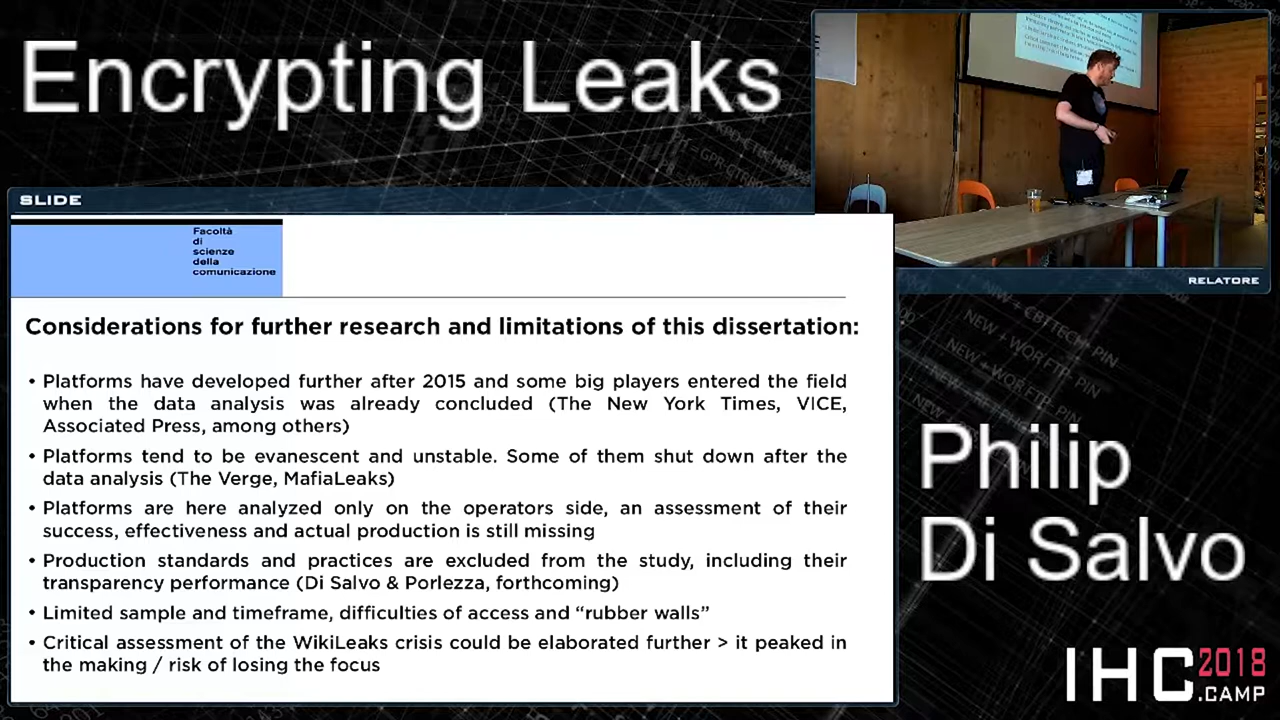 Encrypting Leaks
SLIDE
Facoltà
di
scienze
della
comunicazione
Considerations for further research and limitations of this dissertation:
• Platforms have developed further after 2015 and some big players entered the field
when the data analysis was already concluded (The New York Times, VICE,
Associated Press, among others)
• Platforms tend to be evanescent and unstable. Some of them shut down after the
data analysis (The Verge, MafiaLeaks)
• Platforms are here analyzed only on the operators side, an assessment of their
success, effectiveness and actual production is still missing
• Production standards and practices are excluded from the study, including their
transparency performance (Di Salvo & Porlezza, forthcoming)
• Limited sample and timeframe, difficulties of access and “rubber walls”
• Critical assessment of the WikiLeaks crisis could be elaborated further > it peaked in
the making / risk of losing the focus
RELATORE
Philip
Di Salvo
IHC 2018
.CAMP